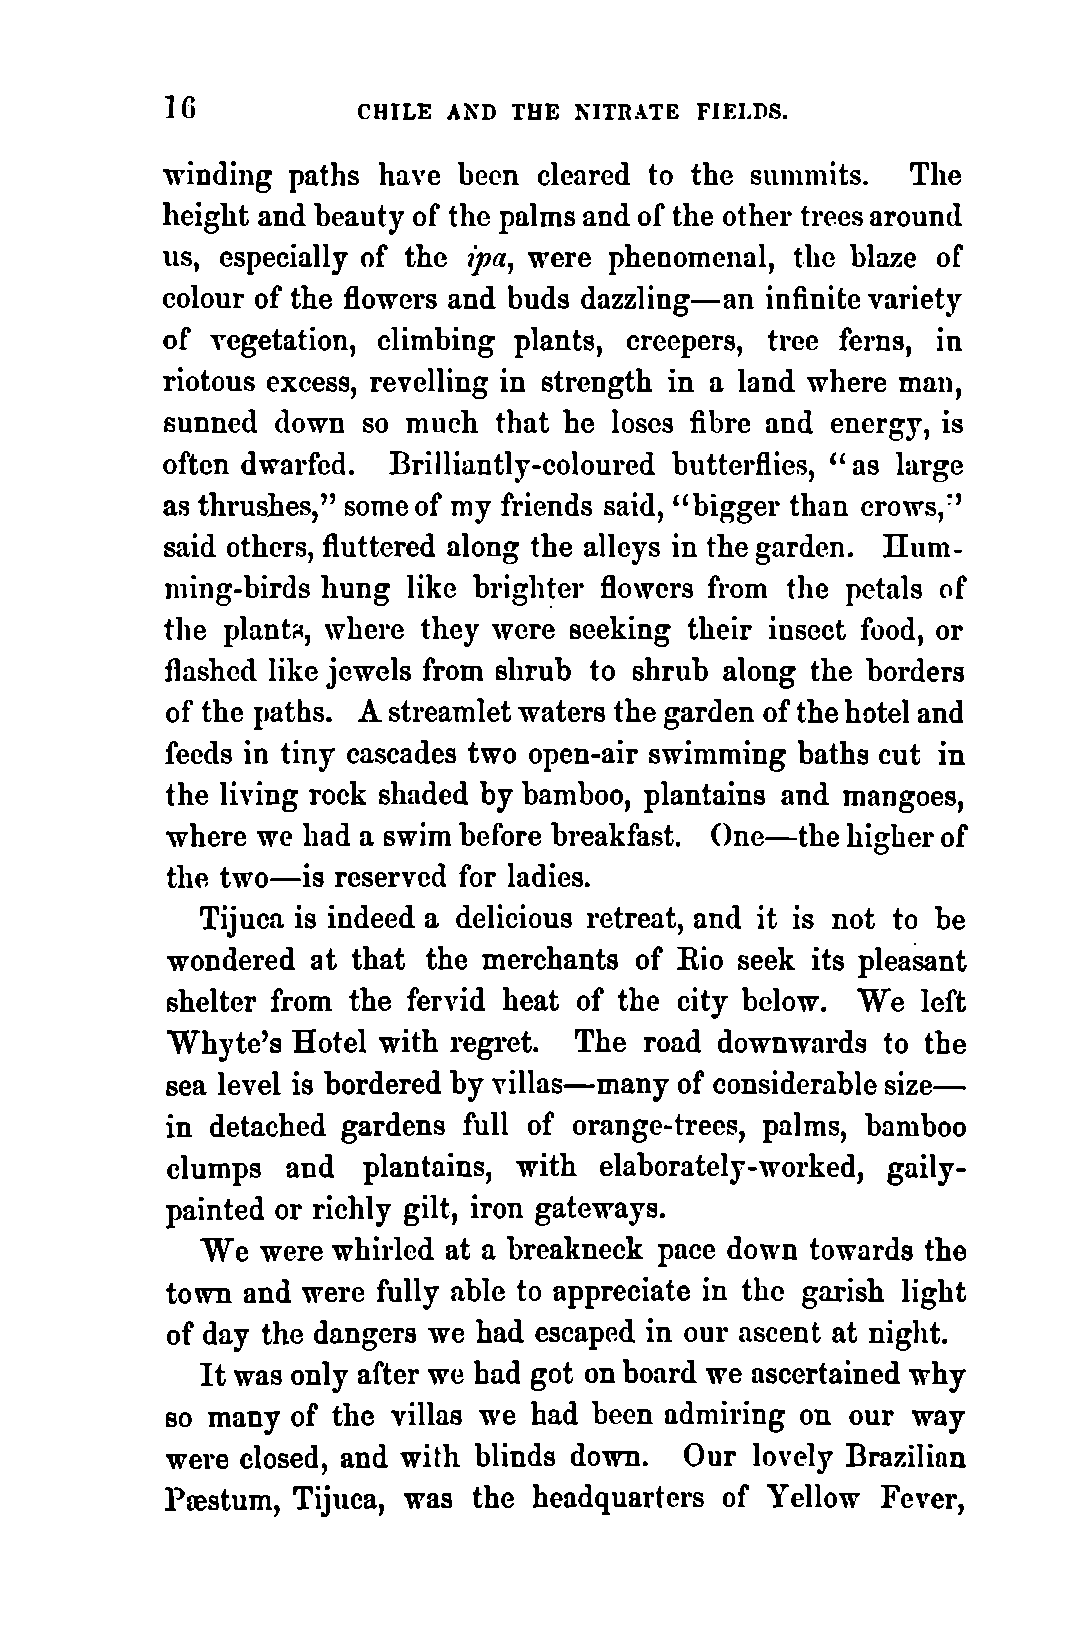 16 CHILE AND THE NITRATE FIELDS.
winding paths have been cleared to the summits. The
height and beauty of the palms and of the other trees around
us, especially of the ipa, were phenomenal, the blaze of
colour of the flowers and buds dazzling—an infinite variety
of vegetation, climbing plants, creepers, tree ferns, in
riotous excess, revelling in strength in a land where man,
sunned down so much that he loses fibre and energy, is
often dwarfed. Brilliantly-coloured butterflies, “as large
as thrushes,” some of my friends said, “bigger than crows,”
said others, fluttered along the alleys in the garden. Hum-
ming-birds hung like brighter flowers from the petals of
the plants, where they were seeking their insect food, or
flashed like jewels from shrub to shrub along the borders
of the paths. A streamlet waters the garden of the hotel and
feeds in tiny cascades two open-air swimming baths cut in
the living rock shaded by bamboo, plantains and mangoes,
where we had a swim before breakfast. One—the higher of
the two—is reserved for ladies.
Tijuca is indeed a delicious retreat, and it is not to be
wondered at that the merchants of Rio seek its pleasant
shelter from the fervid heat of the city below. We left
Whyte’s Hotel with regret. The road downwards to the
sea level is bordered by villas—many of considerable size—
in detached gardens full of orange-trees, palms, bamboo
clumps and plantains, with elaborately-worked, gaily-
painted or richly gilt, iron gateways.
We were whirled at a breakneck pace down towards the
town and were fully able to appreciate in the garish light
of day the dangers we had escaped in our ascent at night.
It was only after we had got on board we ascertained why
so many of the villas we had been admiring on our way
were closed, and with blinds down. Our lovely Brazilian
Pæstum, Tijuca, was the headquarters of Yellow Fever,